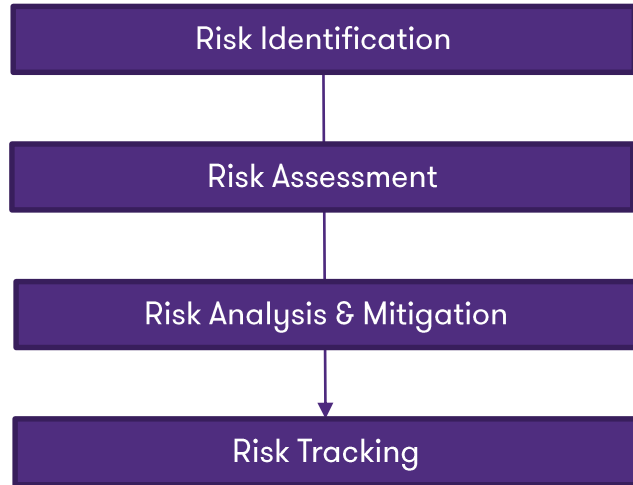 Risk Identification
Risk Assessment
Risk Analysis & Mitigation
Risk Tracking